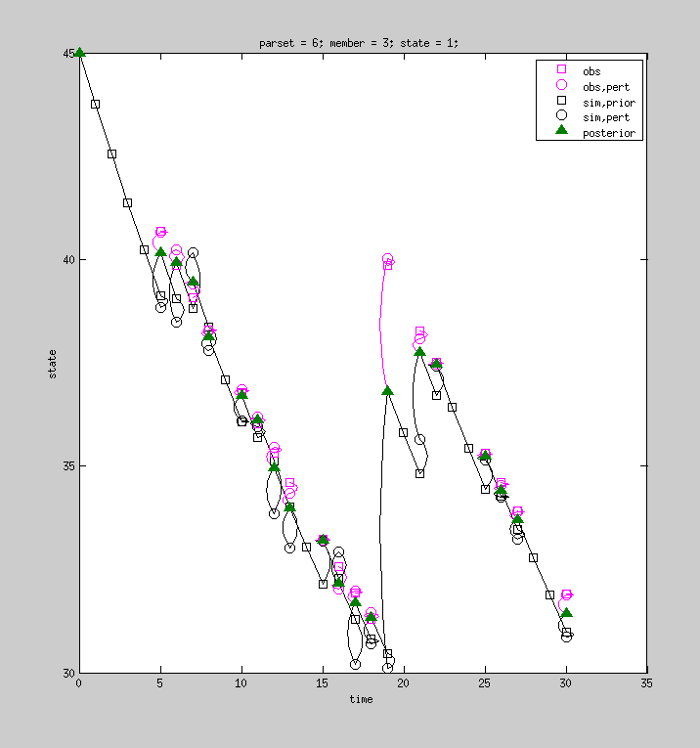 parset = 6; member = 3; state = 1;
obs
obs,pert
sim,prior
sim,pert
posterior
45
40
35
30
state
0 5 10 15 20 25 30 35
time